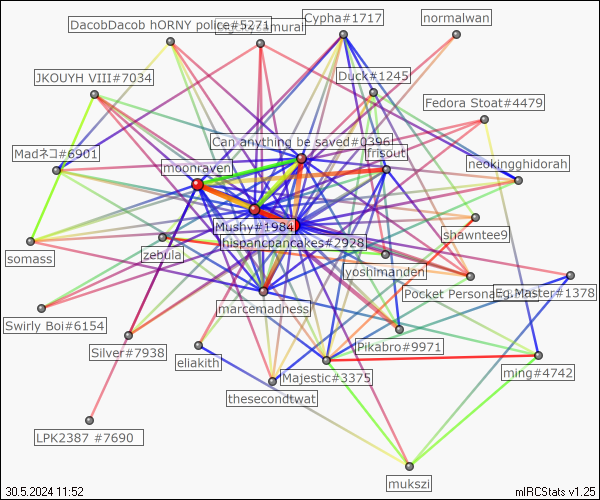 DacobDacob hORNY police#5271
Cypha#1717
normalwan
JKOUYH VIII#7034
Duck#1245
Fedora Stoat#4479
Can anything be saved#0396
Madネコ#6901
frisout
moonraven
neokingghidorah
Mushy#1984
shawntee9
hispancpancakes#2928
somass
zebula
yoshimanden
Eg.Master#1378
Pocket Persona
marcemadness
Swirly Boi#6154
Silver#7938
Pikabro#9971
eliakith
Majestic#3375
ming#4742
thesecondtwat
LPK2387 #7690
mukszi
30.5.2024 11:52
mIRCStats v1.25